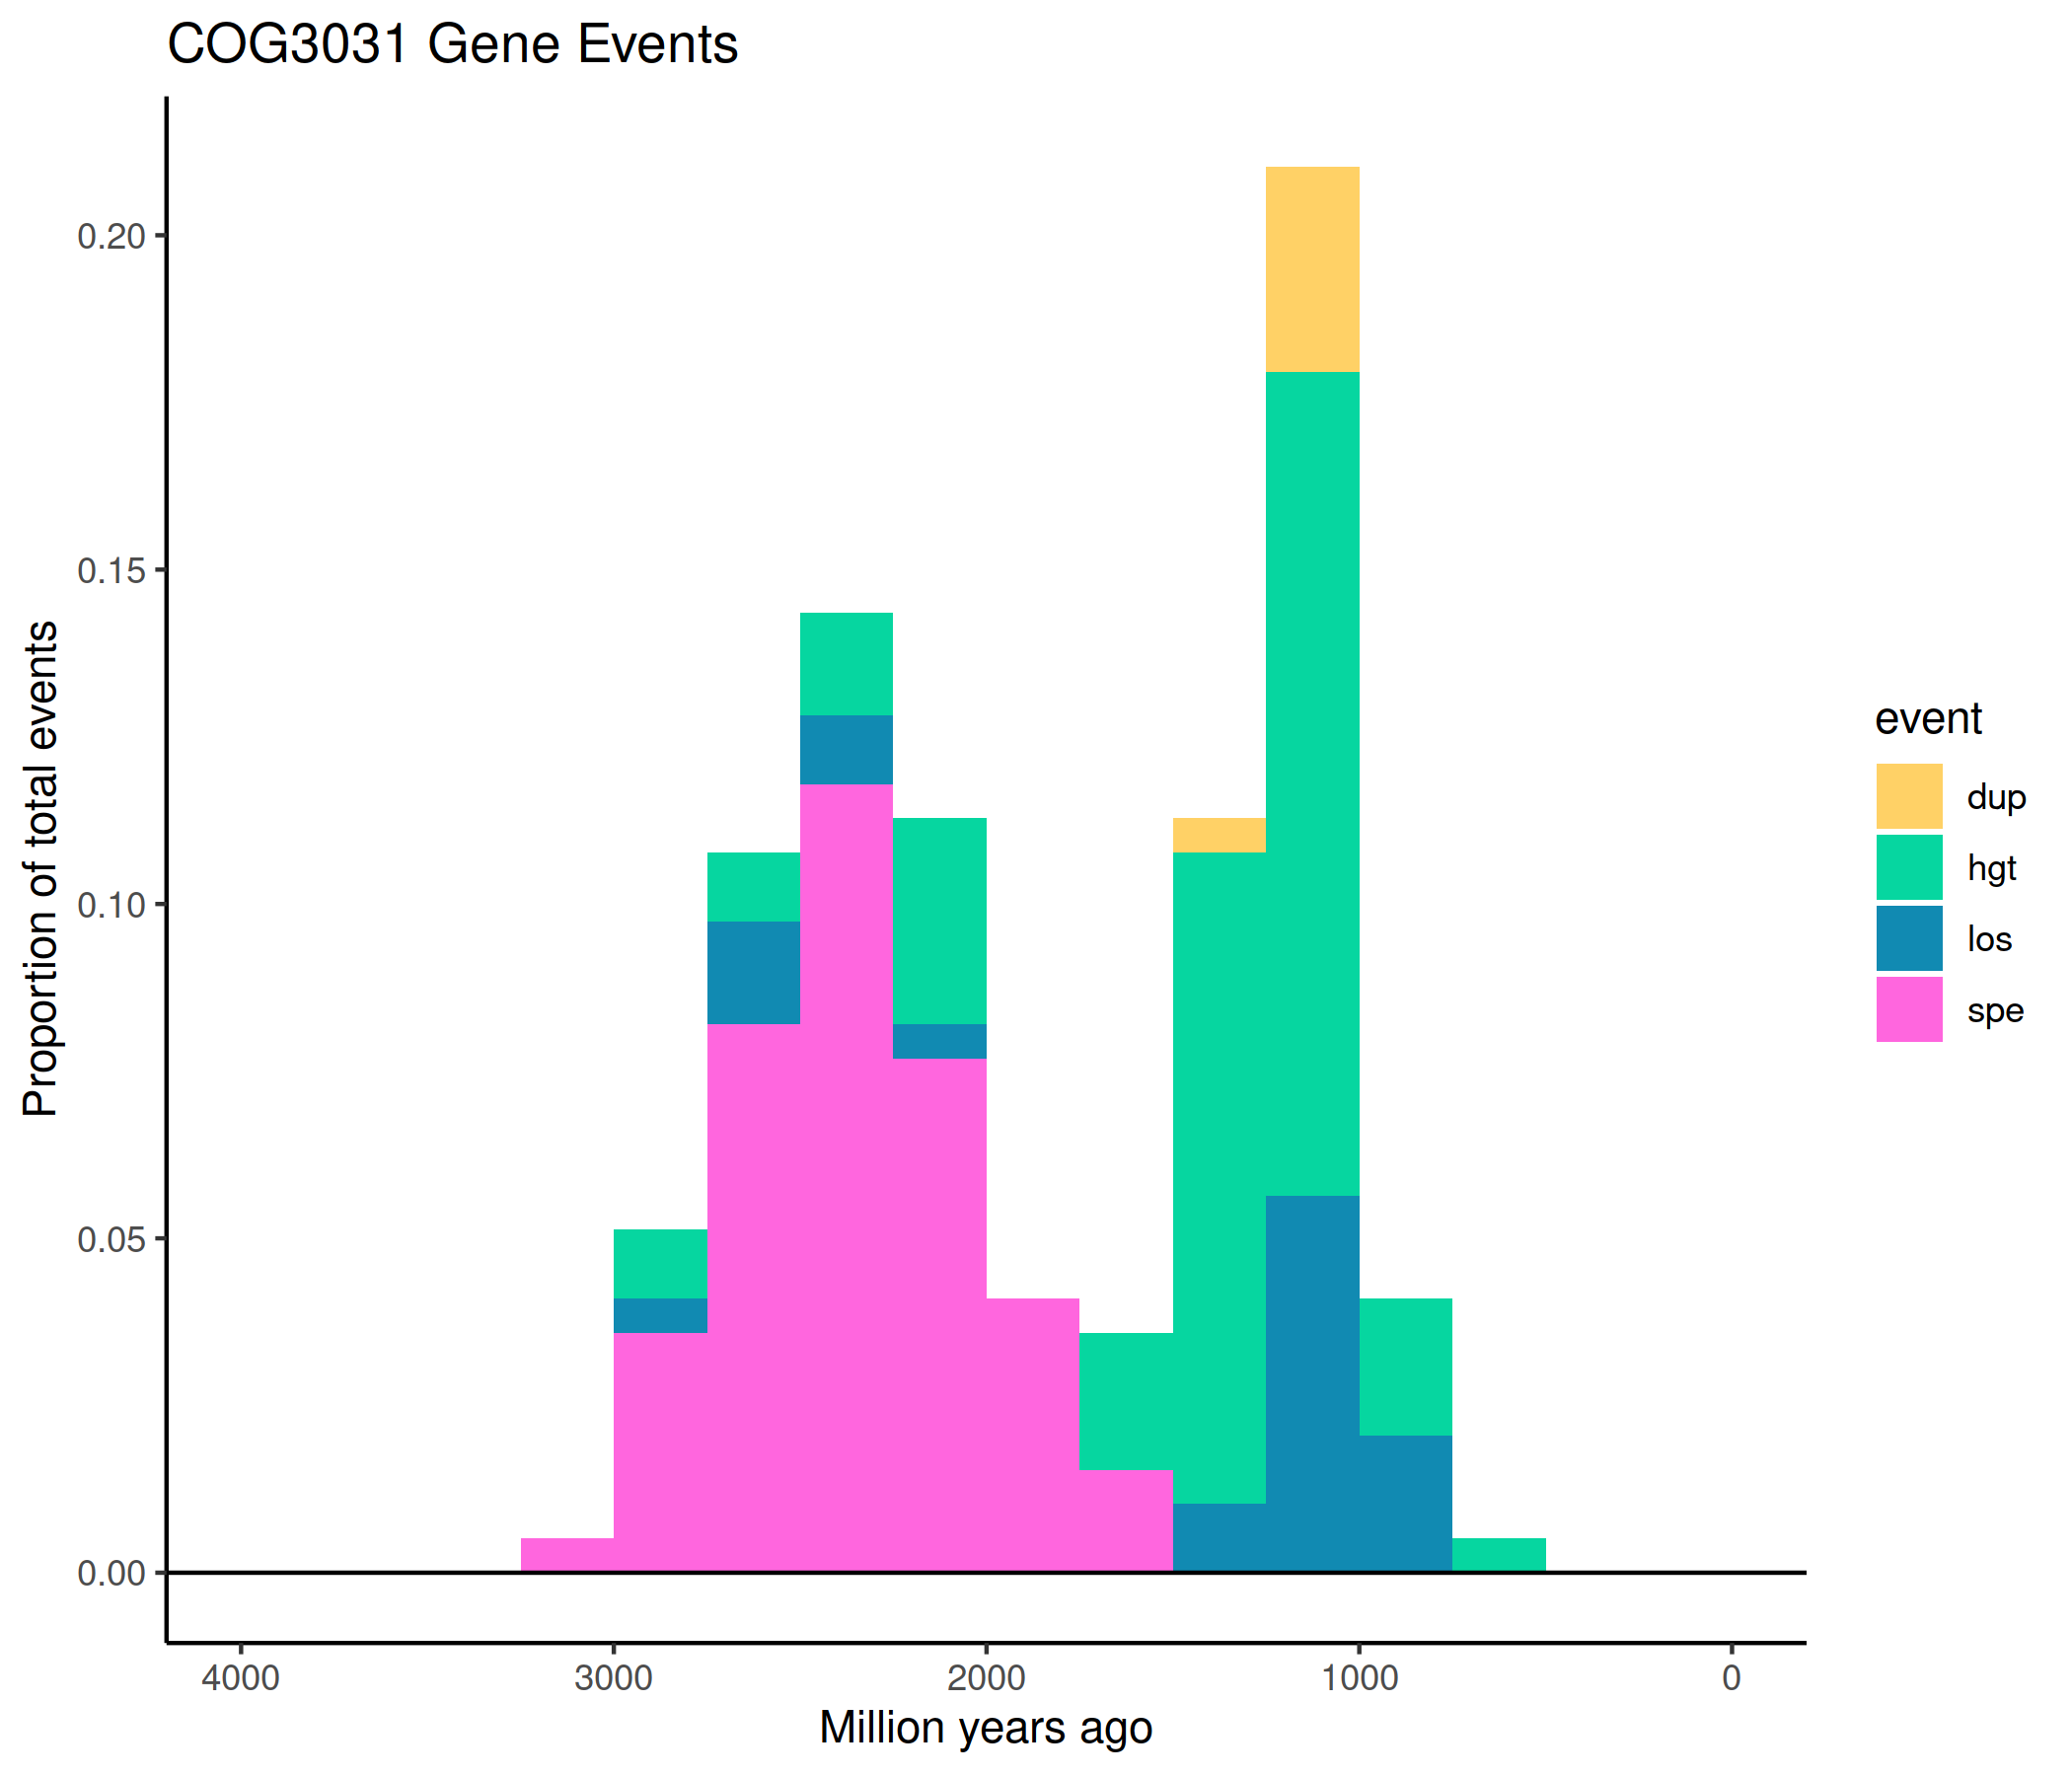 COG3031 Gene Events
Proportion of total events
0.20
0.15
0.10
0.05
0.00
4000 3000 2000 1000 0
Million years ago
event
dup
hgt
los
spe